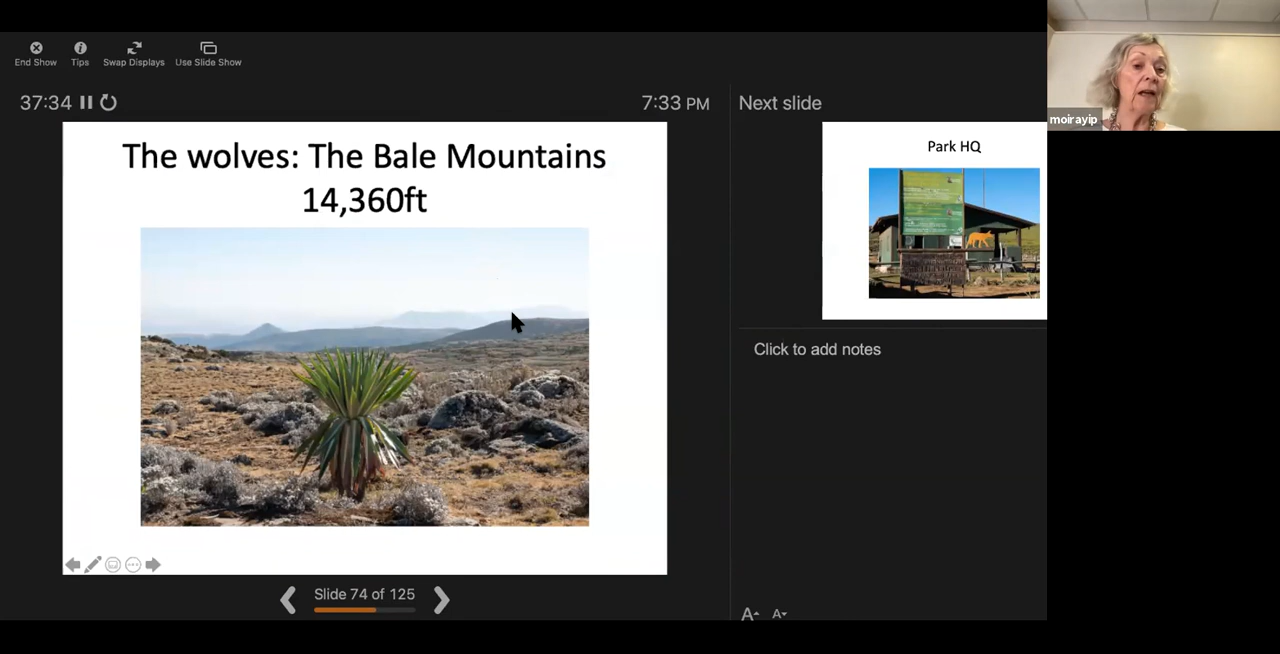 End Show
Tips
Swap Displays
Use Slide Show
37:34
7:33 PM
The wolves: The Bale Mountains
14,360ft
Slide 74 of 125
Next slide
Park HQ
Click to add notes
A
A
moirayip